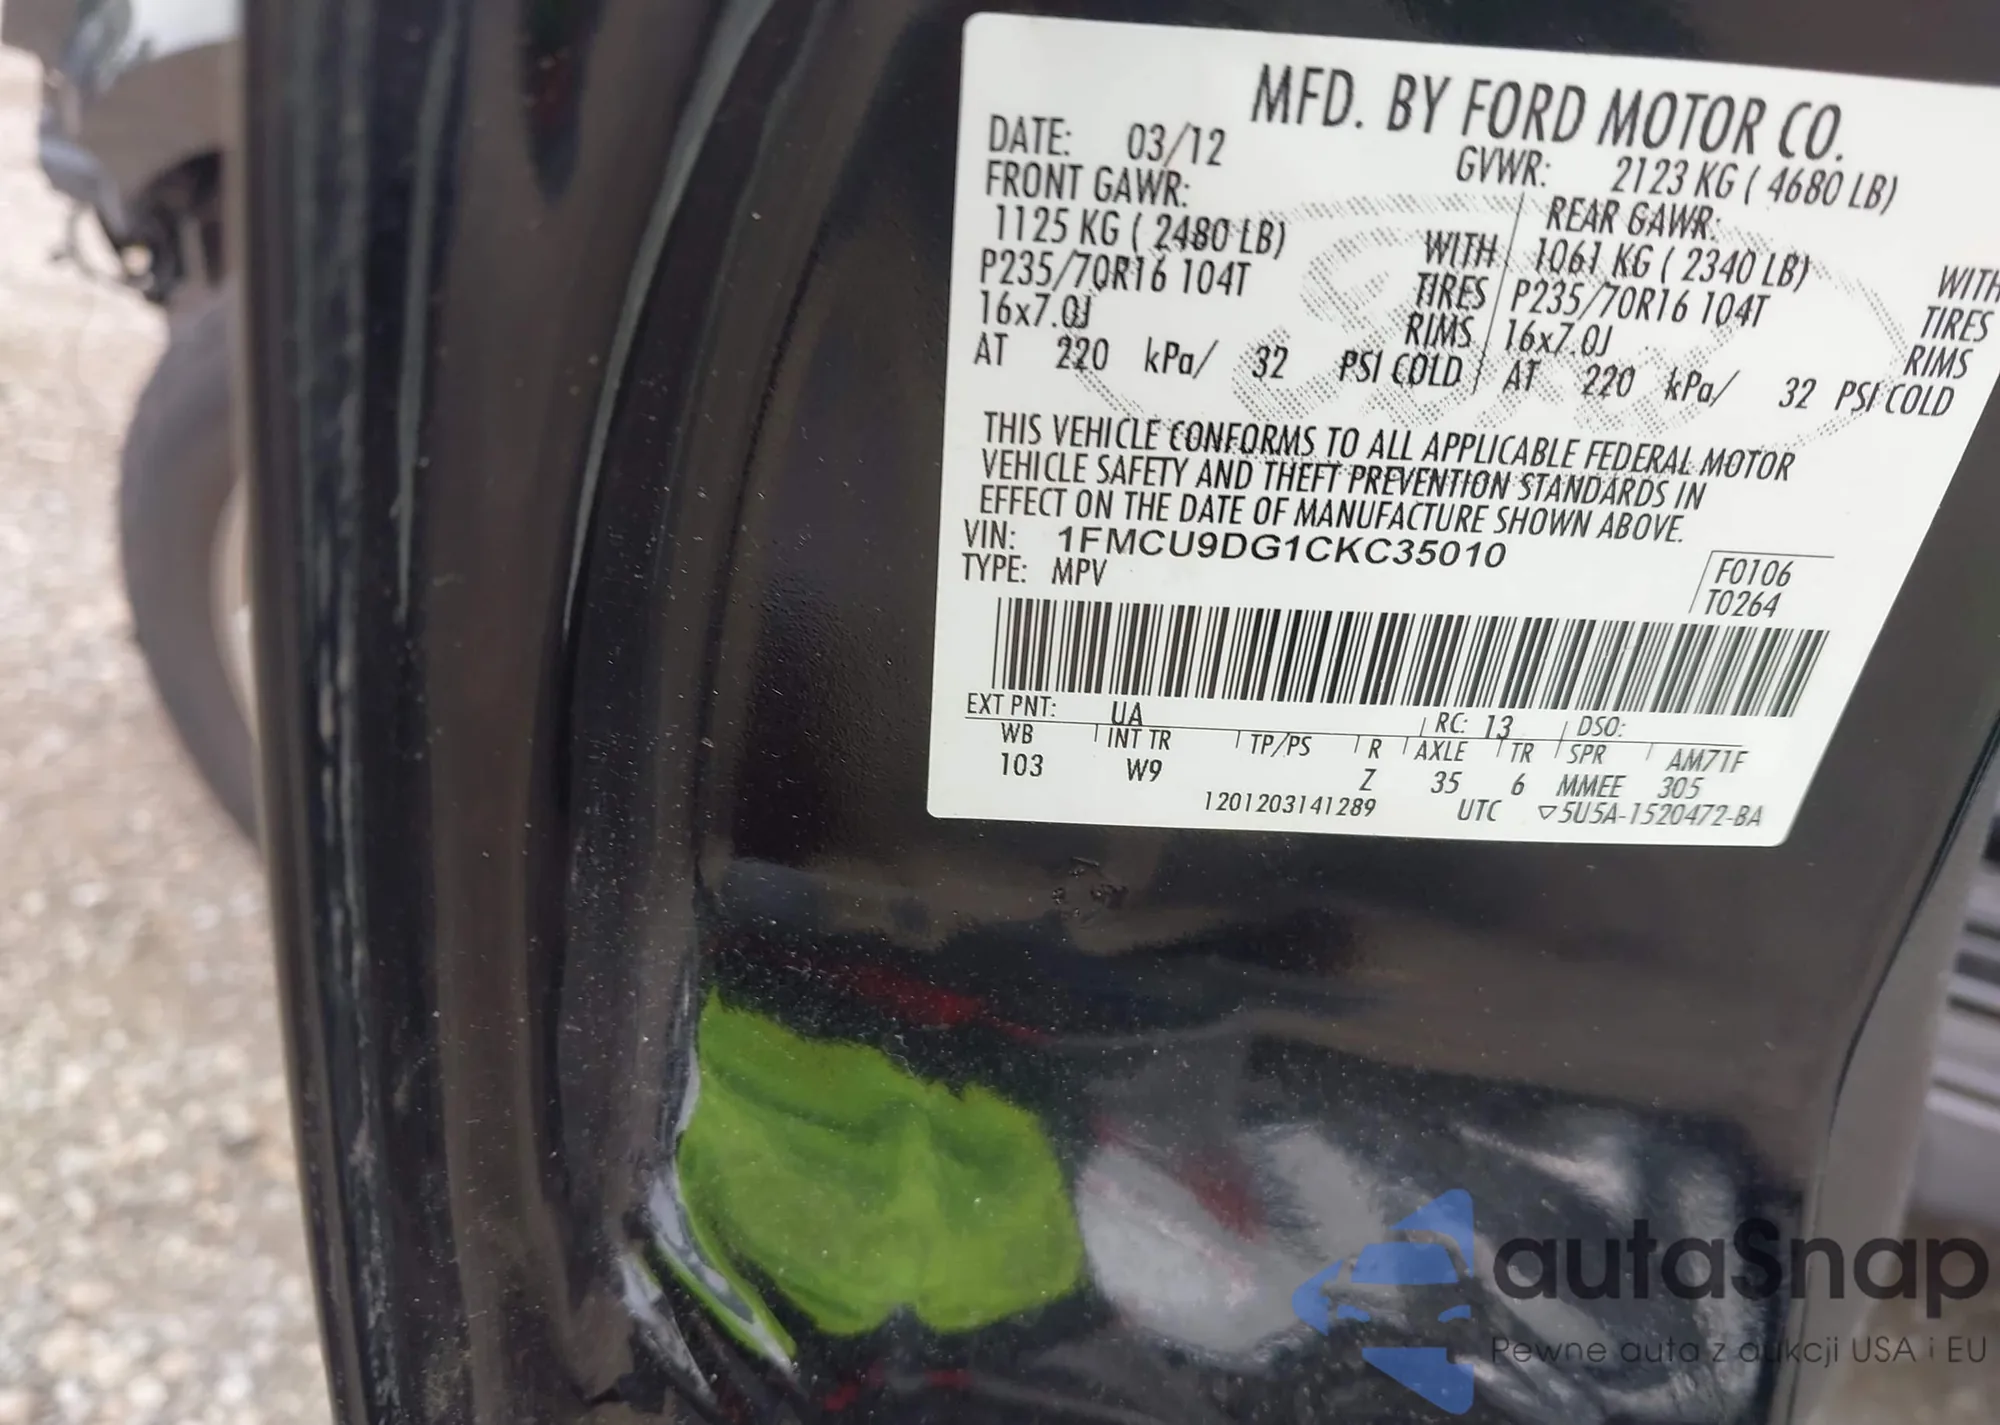 MFD. BY FORD MOTOR CO.
DATE: 03/12 GVWR: 2123 KG ( 4680 LB)
FRONT GAWR: REAR GAWR:
1125 KG ( 2480 LB) WITH 1061 KG ( 2340 LB) WITH
P235/70R16 104T TIRES P235/70R16 104T TIRES
16x7.0J RIMS 16x7.0J RIMS
AT 220 kPa/ 32 PSI COLD AT 220 kPa/ 32 PSI COLD
THIS VEHICLE CONFORMS TO ALL APPLICABLE FEDERAL MOTOR
VEHICLE SAFETY AND THEFT PREVENTION STANDARDS IN
EFFECT ON THE DATE OF MANUFACTURE SHOWN ABOVE.
VIN: 1FMCU9DG1CKC35010
TYPE: MPV
F0106
T0264
EXT PNT: UA RC: 13 DSO:
WB INT TR TP/PS R AXLE TR SPR AM71F
103 W9 Z 35 6 MMEE 305
1201203141289 UTC ▽5U5A-1520472-BA
Ford
autoSnap
Pewne auta z aukcji USA i EU